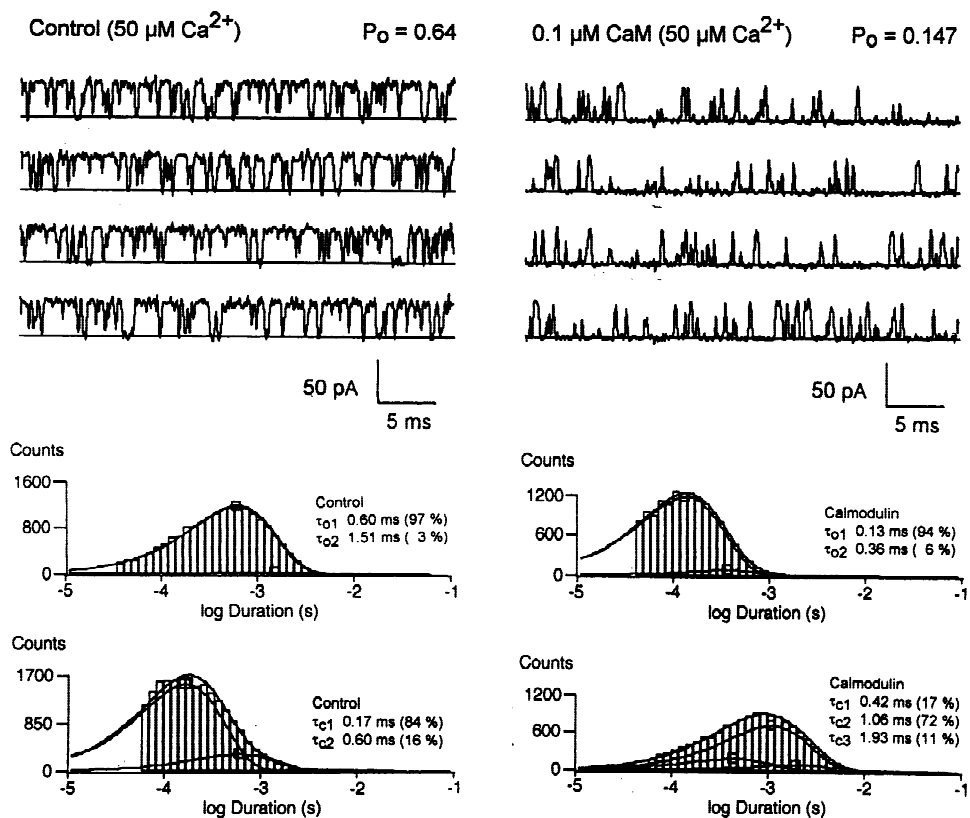 Control (50 µM Ca2+) PO = 0.64
0.1 µM CaM (50 µM Ca2+) PO = 0.147
50 pA
5 ms
50 pA
5 ms
Counts
1600
800
0
-5 -4 -3 -2 -1
log Duration (s)
Control
τo1 0.60 ms (97 %)
τo2 1.51 ms ( 3 %)
Counts
1200
600
0
-5 -4 -3 -2 -1
log Duration (s)
Calmodulin
τo1 0.13 ms (94 %)
τo2 0.36 ms ( 6 %)
Counts
1700
850
0
-5 -4 -3 -2 -1
log Duration (s)
Control
τc1 0.17 ms (84 %)
τc2 0.60 ms (16 %)
Counts
1200
600
0
-5 -4 -3 -2 -1
log Duration (s)
Calmodulin
τc1 0.42 ms (17 %)
τc2 1.06 ms (72 %)
τc3 1.93 ms (11 %)